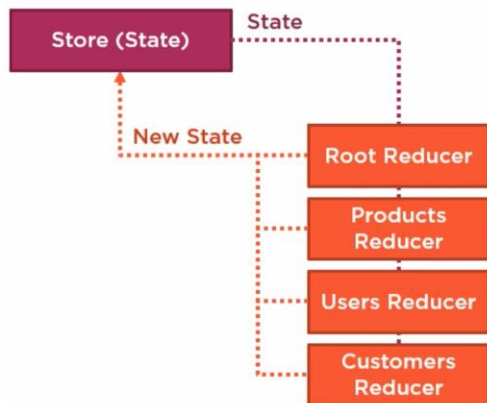 State
Store (State)
New State
Root Reducer
Products
Reducer
Users Reducer
Customers
Reducer